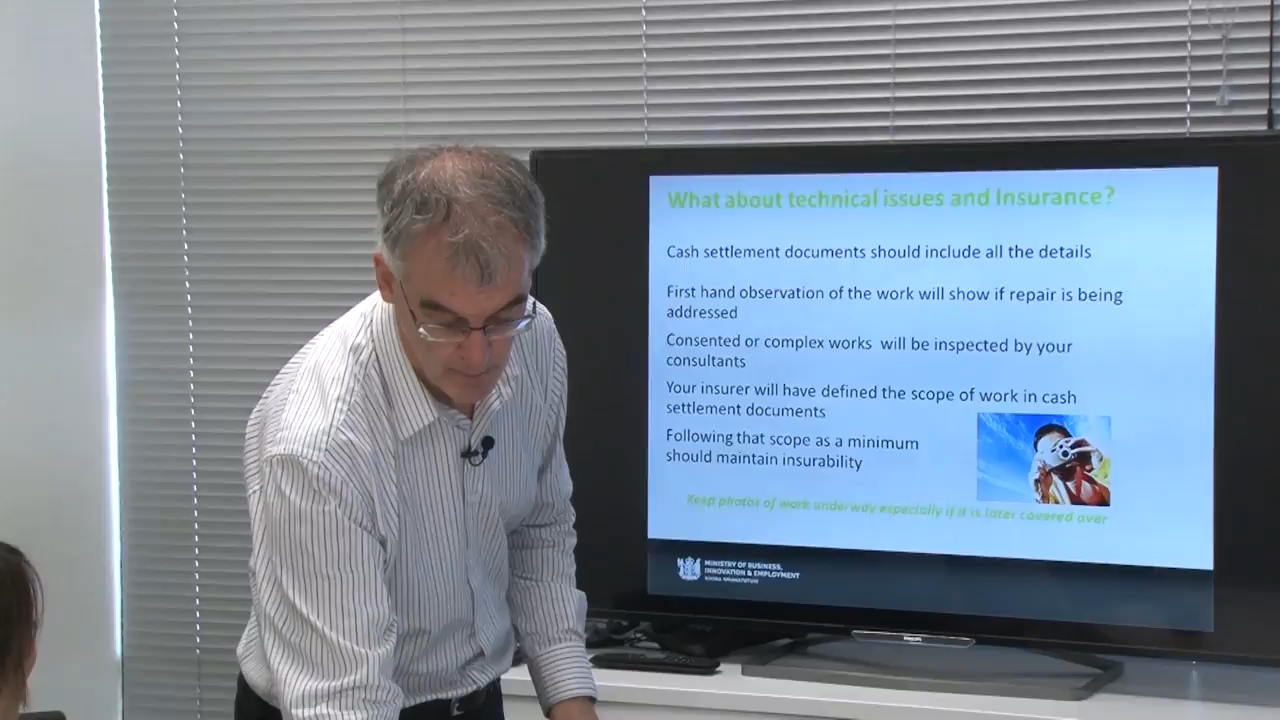 What about technical issues and Insurance?
Cash settlement documents should include all the details
First hand observation of the work will show if repair is being
addressed
Consented or complex works will be inspected by your
consultants
Your insurer will have defined the scope of work in cash
settlement documents
Following that scope as a minimum
should maintain insurability
Keep photos of work underway especially if it is later covered over
MINISTRY OF BUSINESS,
INNOVATION & EMPLOYMENT
PHILIPS